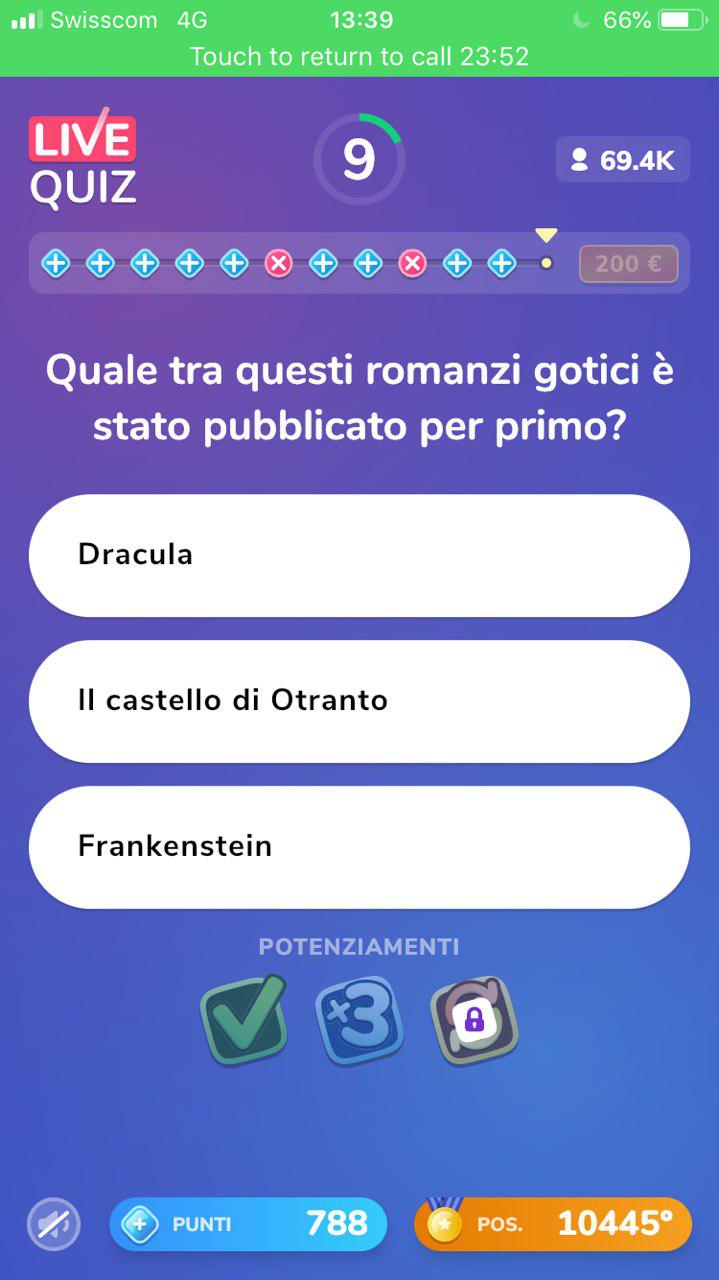 Swisscom 4G 13:39 66%
Touch to return to call 23:52
LIVE
QUIZ
9
69.4K
200 €
Quale tra questi romanzi gotici è
stato pubblicato per primo?
Dracula
Il castello di Otranto
Frankenstein
POTENZIAMENTI
×3
PUNTI 788
POS. 10445°